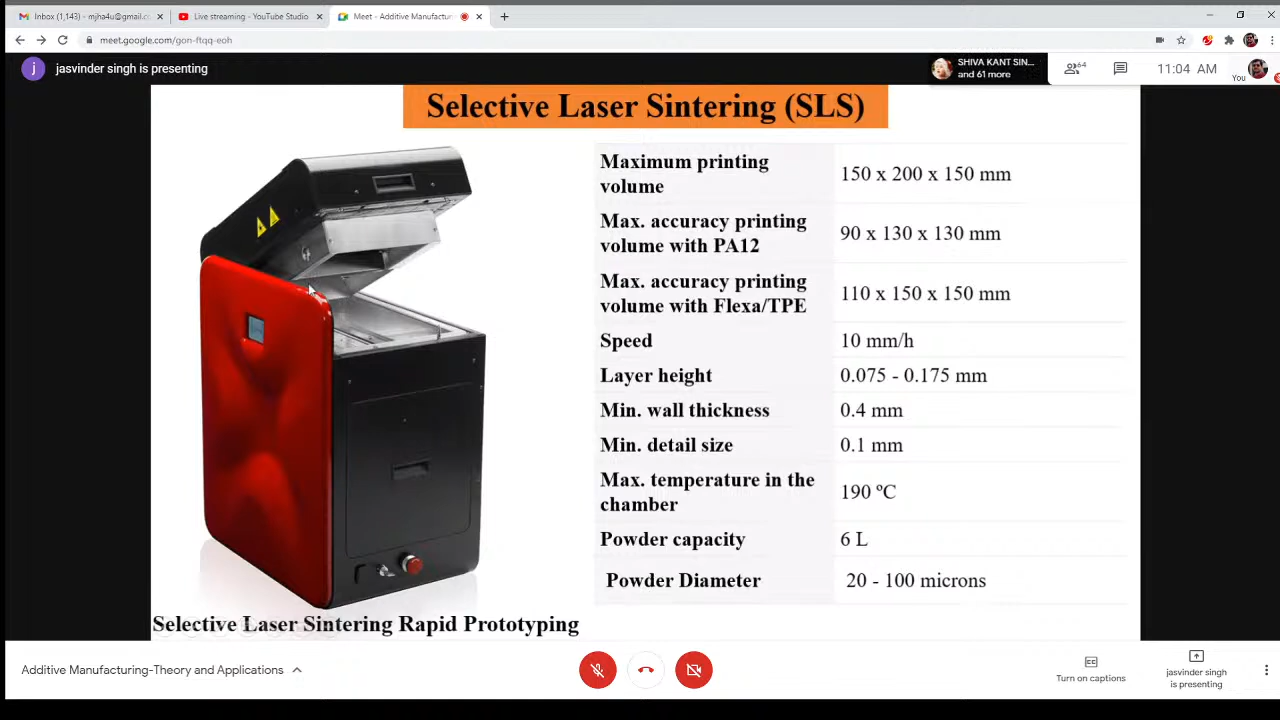 Inbox (1,143) - mjha4u@gmail.c
Live streaming - YouTube Studio
Meet - Additive Manufactur
meet.google.com/gon-ftqq-eoh
j
jasvinder singh is presenting
SHIVA KANT SIN...
and 61 more
64
11:04 AM
You
Selective Laser Sintering (SLS)
Maximum printing
volume
150 x 200 x 150 mm
Max. accuracy printing
volume with PA12
90 x 130 x 130 mm
Max. accuracy printing
volume with Flexa/TPE
110 x 150 x 150 mm
Speed
10 mm/h
Layer height
0.075 - 0.175 mm
Min. wall thickness
0.4 mm
Min. detail size
0.1 mm
Max. temperature in the
chamber
190 ºC
Powder capacity
6 L
Powder Diameter
20 - 100 microns
Selective Laser Sintering Rapid Prototyping
Additive Manufacturing-Theory and Applications
Turn on captions
jasvinder singh
is presenting